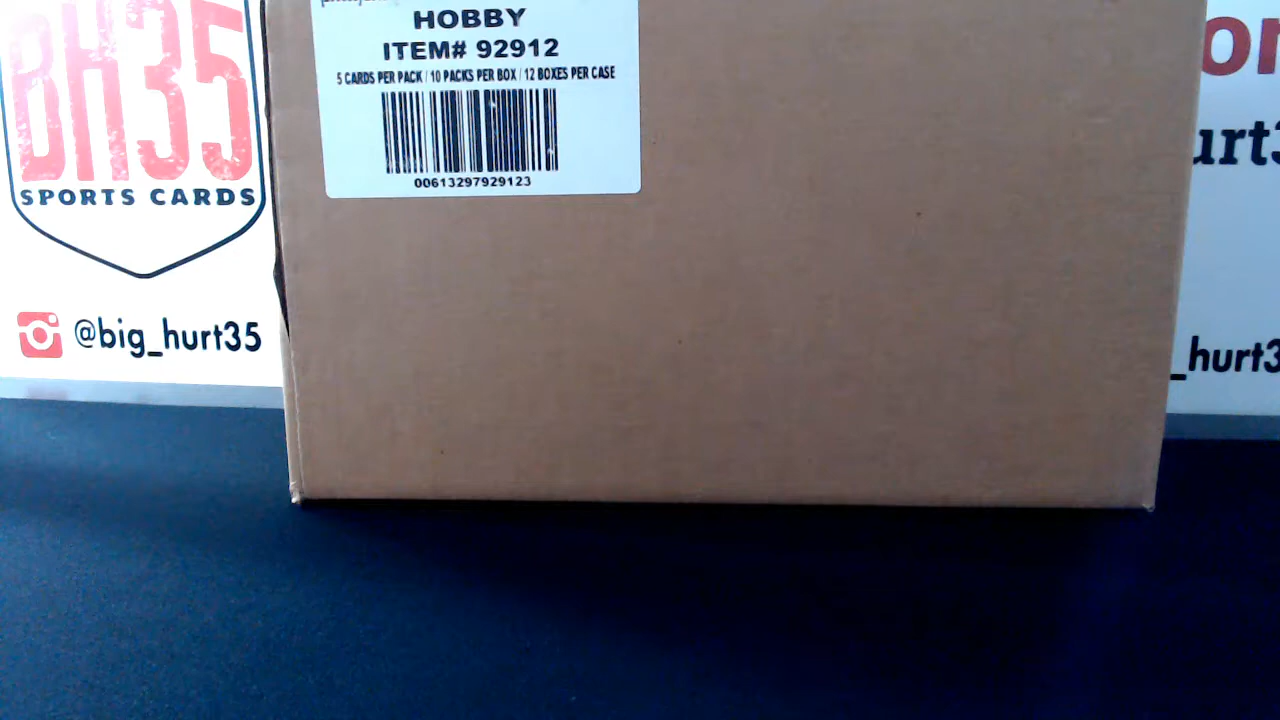 BH35
SPORTS CARDS
@big_hurt35
HOBBY
ITEM# 92912
5 CARDS PER PACK / 10 PACKS PER BOX / 12 BOXES PER CASE
00613297929123
on
urt3
_hurt3